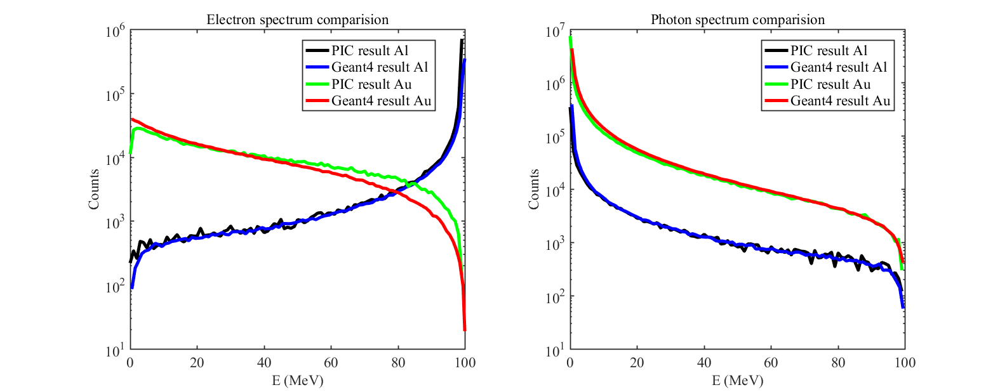 Electron spectrum comparision
10^6
10^5
10^4
10^3
10^2
10^1
Counts
PIC result Al
Geant4 result Al
PIC result Au
Geant4 result Au
0 20 40 60 80 100
E (MeV)
Photon spectrum comparision
10^7
10^6
10^5
10^4
10^3
10^2
10^1
Counts
PIC result Al
Geant4 result Al
PIC result Au
Geant4 result Au
0 20 40 60 80 100
E (MeV)